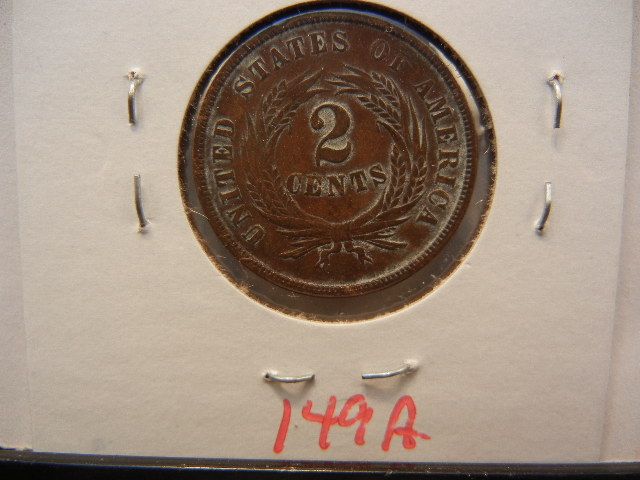 UNITED STATES OF AMERICA
2
CENTS
149A